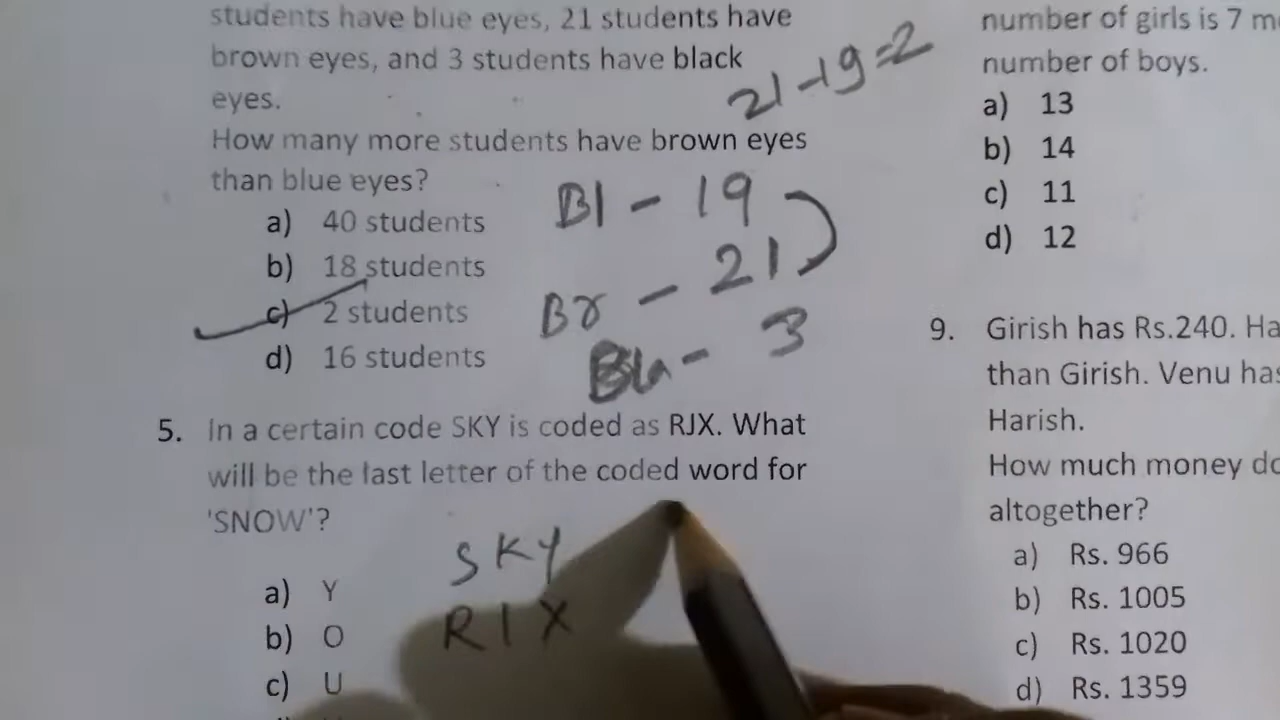 students have blue eyes, 21 students have
brown eyes, and 3 students have black
eyes.
21-19=2
How many more students have brown eyes
than blue eyes?
a) 40 students
b) 18 students
c) 2 students
d) 16 students
Bl - 19
Br - 21
Bla - 3
5. In a certain code SKY is coded as RJX. What
will be the last letter of the coded word for
'SNOW'?
a) Y
b) O
c) U
SKY
RIX
number of girls is 7
number of boys.
a) 13
b) 14
c) 11
d) 12
9. Girish has Rs.240.
than Girish. Venu has
Harish.
How much money
altogether?
a) Rs. 966
b) Rs. 1005
c) Rs. 1020
d) Rs. 1359